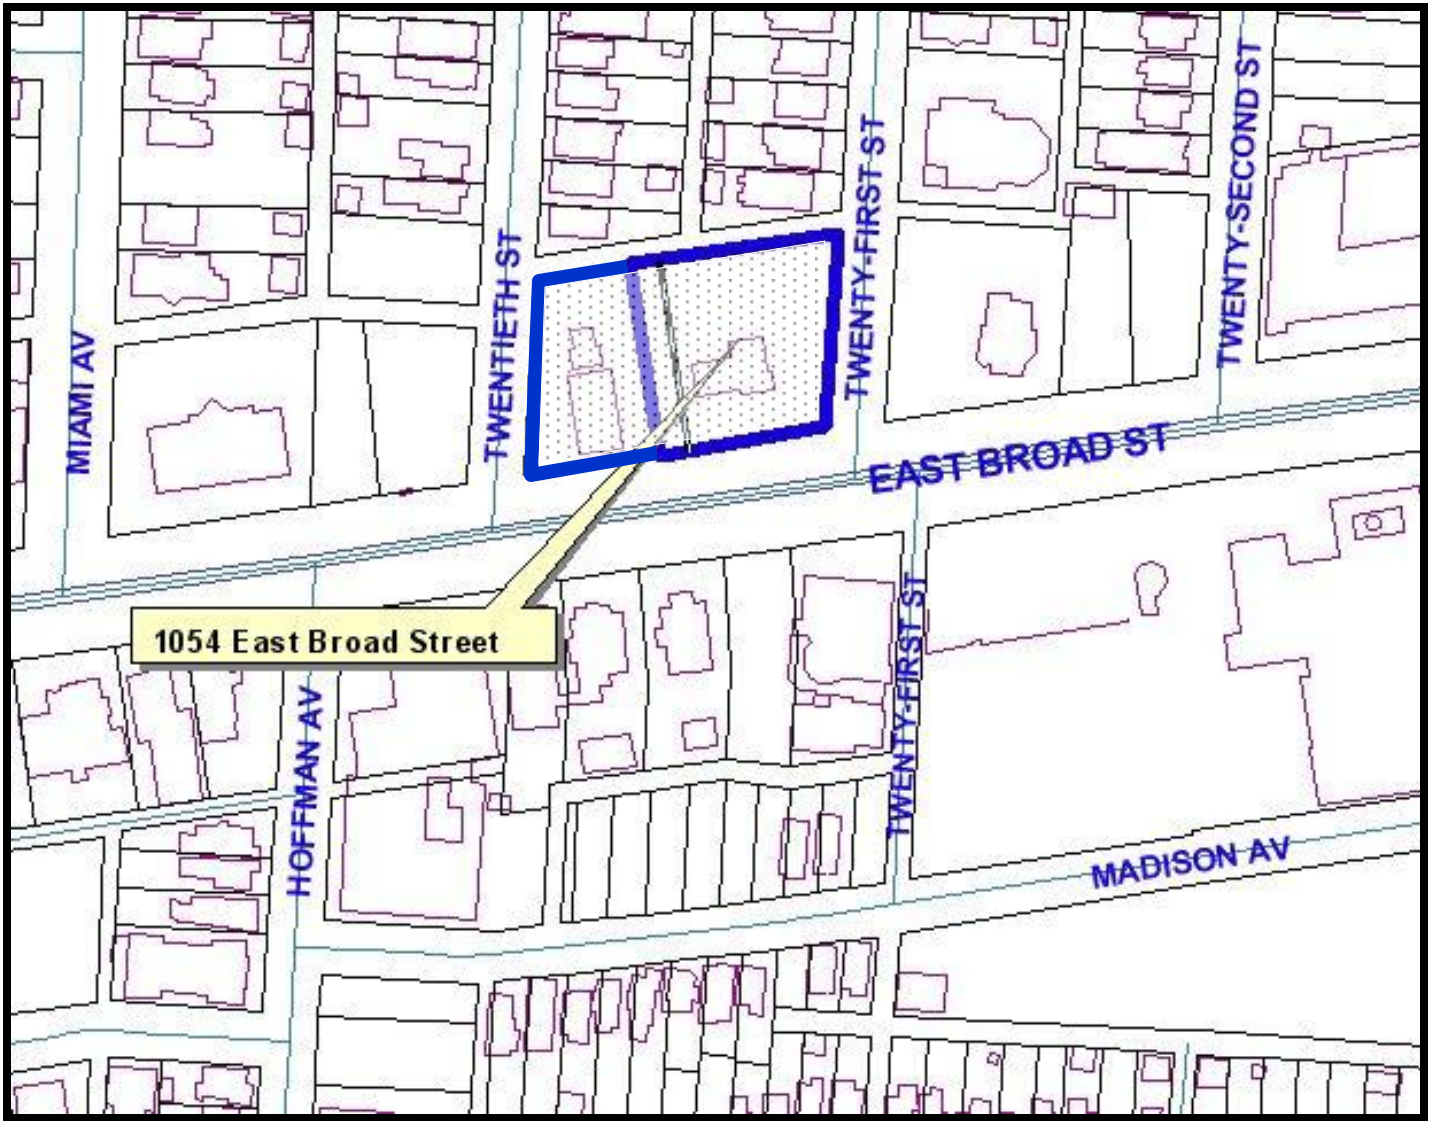 TWENTY-SECOND ST
TWENTY-FIRST ST
TWENTIETH ST
MIAMI AV
EAST BROAD ST
1054 East Broad Street
TWENTY-FIRST ST
HOFFMAN AV
MADISON AV